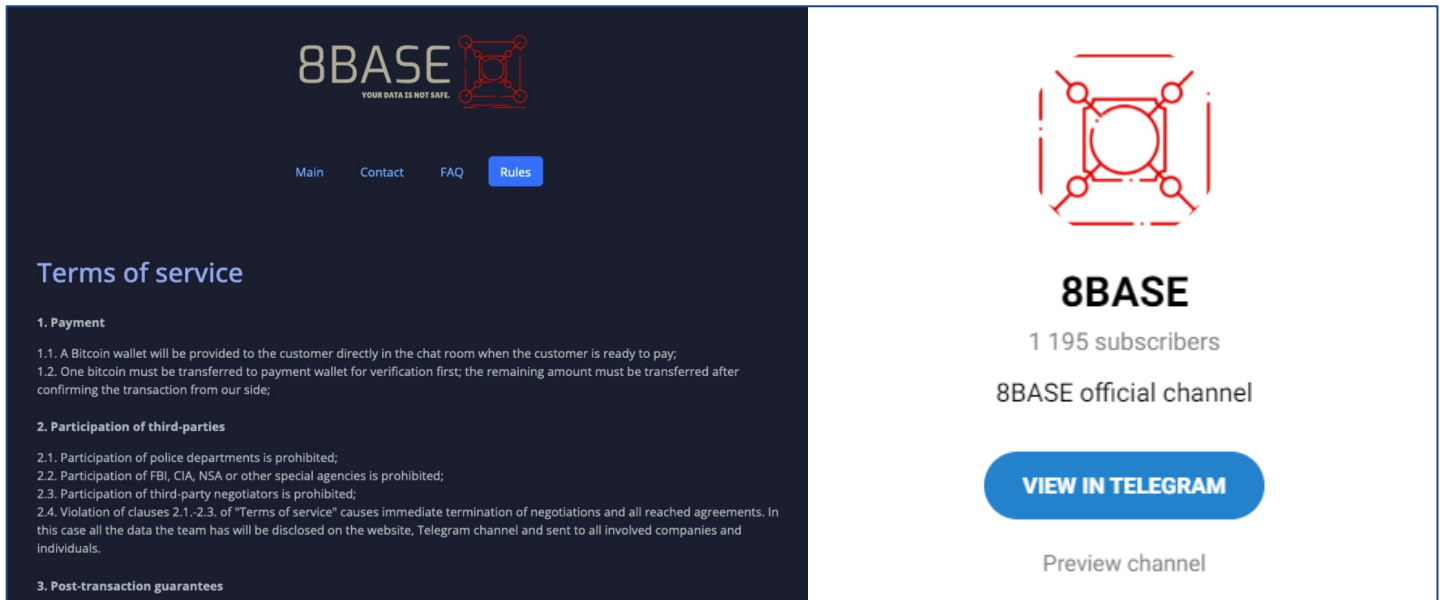 8BASE
YOUR DATA IS NOT SAFE.
Main Contact FAQ Rules
Terms of service
1. Payment
1.1. A Bitcoin wallet will be provided to the customer directly in the chat room when the customer is ready to pay;
1.2. One bitcoin must be transferred to payment wallet for verification first; the remaining amount must be transferred after
confirming the transaction from our side;
2. Participation of third-parties
2.1. Participation of police departments is prohibited;
2.2. Participation of FBI, CIA, NSA or other special agencies is prohibited;
2.3. Participation of third-party negotiators is prohibited;
2.4. Violation of clauses 2.1.-2.3. of "Terms of service" causes immediate termination of negotiations and all reached agreements. In
this case all the data the team has will be disclosed on the website, Telegram channel and sent to all involved companies and
individuals.
3. Post-transaction guarantees
8BASE
1 195 subscribers
8BASE official channel
VIEW IN TELEGRAM
Preview channel